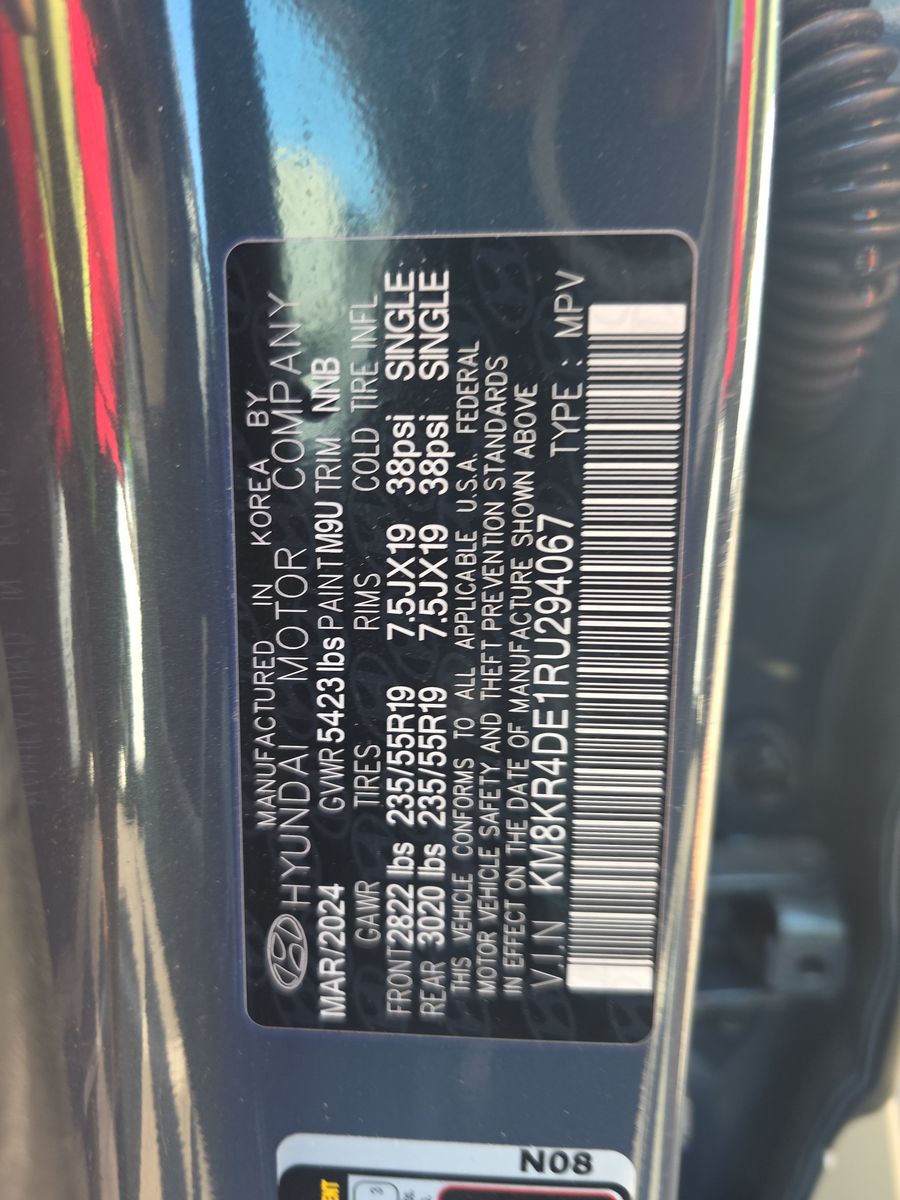 MANUFACTURED IN KOREA BY
HYUNDAI MOTOR COMPANY
MAR/2024 GVWR 5423 lbs PAINT M9U TRIM NNB
GAWR TIRES RIMS COLD TIRE INFL
FRONT 2822 lbs 235/55R19 7.5JX19 38psi SINGLE
REAR 3020 lbs 235/55R19 7.5JX19 38psi SINGLE
THIS VEHICLE CONFORMS TO ALL APPLICABLE U.S.A. FEDERAL
MOTOR VEHICLE SAFETY AND THEFT PREVENTION STANDARDS
IN EFFECT ON THE DATE OF MANUFACTURE SHOWN ABOVE
V.I.N KM8KR4DE1RU294067 TYPE : MPV
N08